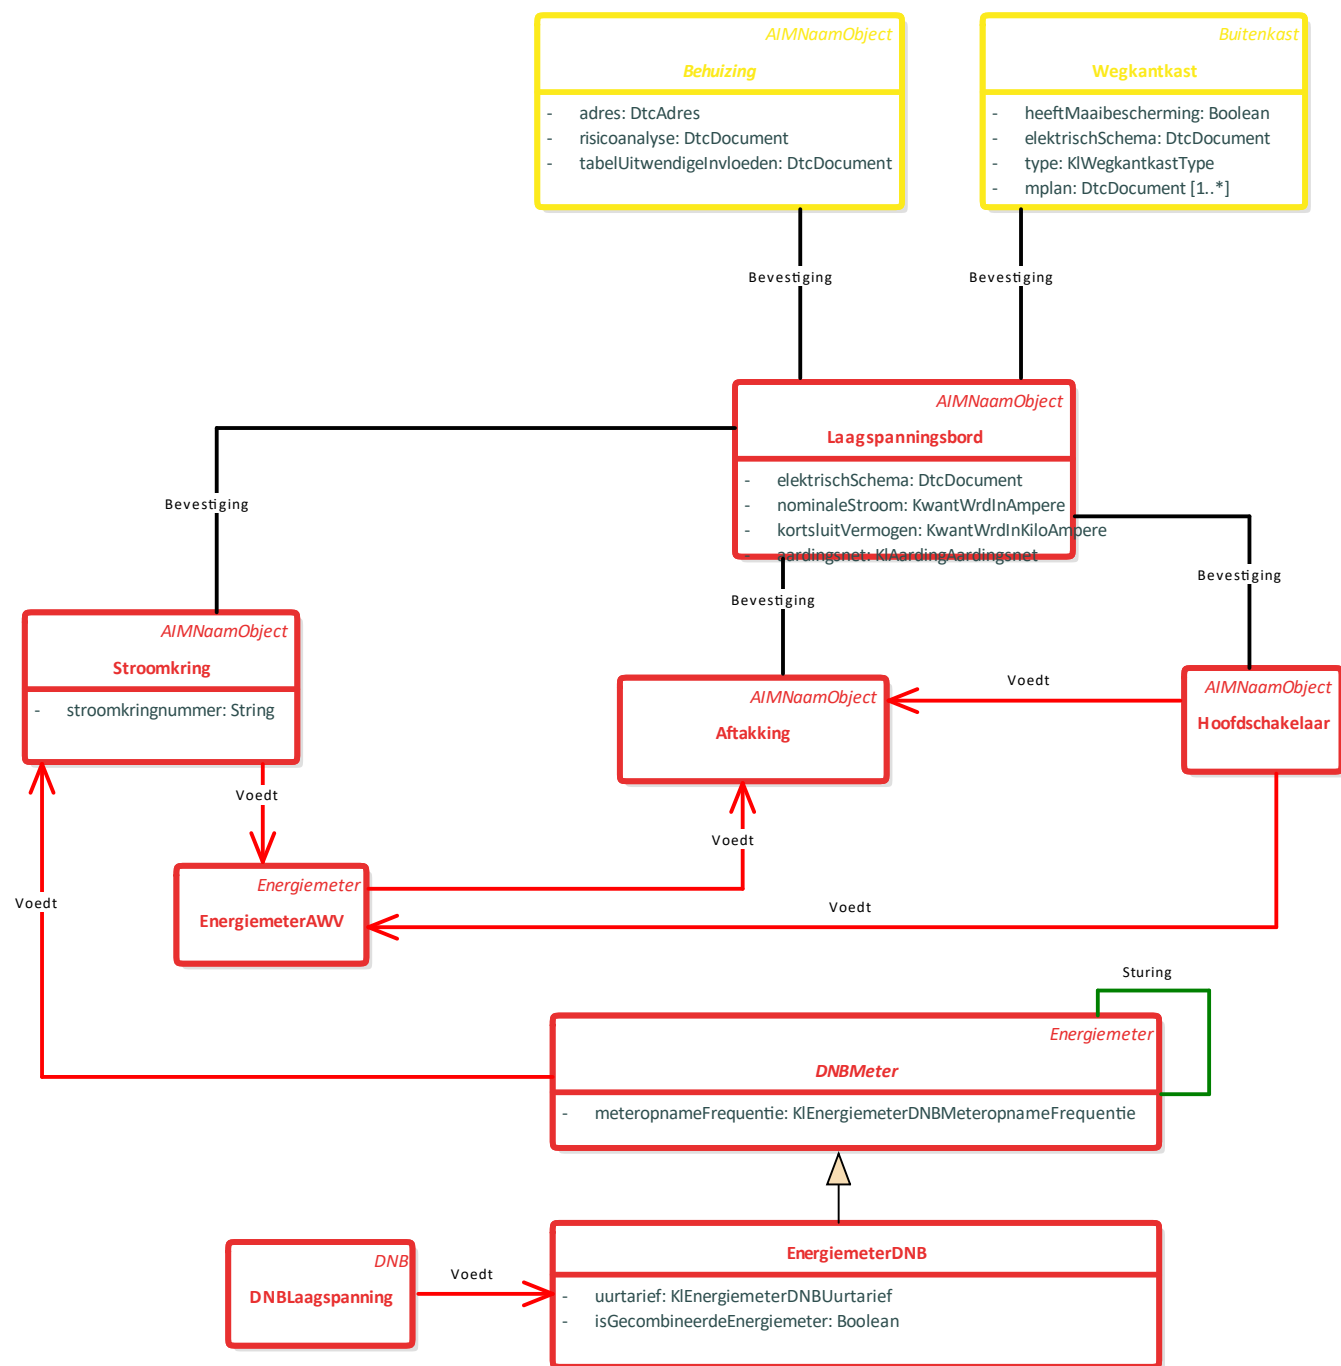 AIMNaamObject
Behuizing
- adres: DtcAdres
- risicoanalyse: DtcDocument
- tabelUitwendigeInvloeden: DtcDocument
Buitenkast
Wegkantkast
- heeftMaaibescherming: Boolean
- elektrischSchema: DtcDocument
- type: KlWegkantkastType
- mplan: DtcDocument [1..*]
Bevestiging
Bevestiging
AIMNaamObject
Laagspanningsbord
- elektrischSchema: DtcDocument
- nominaleStroom: KwantWrdInAmpere
- kortsluitVermogen: KwantWrdInKiloAmpere
- aardingsnet: KlAardingAardingsnet
Bevestiging
Bevestiging
Bevestiging
AIMNaamObject
Stroomkring
- stroomkringnummer: String
AIMNaamObject
Aftakking
Voedt
AIMNaamObject
Hoofdschakelaar
Voedt
Voedt
Energiemeter
EnergiemeterAWV
Voedt
Voedt
Sturing
Energiemeter
DNBMeter
- meteropnameFrequentie: KlEnergiemeterDNBMeteropnameFrequentie
DNB
DNBLaagspanning
Voedt
EnergiemeterDNB
- uurtarief: KlEnergiemeterDNBUurtarief
- isGecombineerdeEnergiemeter: Boolean